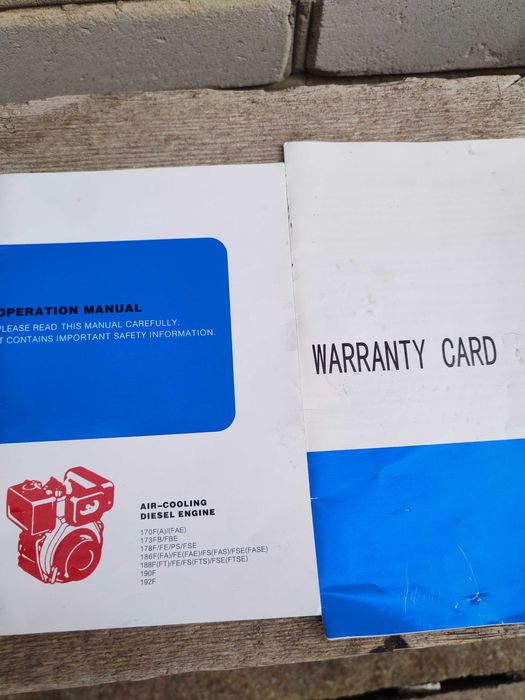 OPERATION MANUAL
PLEASE READ THIS MANUAL CAREFULLY.
IT CONTAINS IMPORTANT SAFETY INFORMATION.
WARRANTY CARD
AIR-COOLING
DIESEL ENGINE
170F(A)/(FAE)
173FB/FBE
178F/FE/PS/FSE
186F(FA)/FE(FAE)/FS(FAS)/FSE(FASE)
188F(FT)/FE/FS(FTS)/FSE(FTSE)
190F
192F